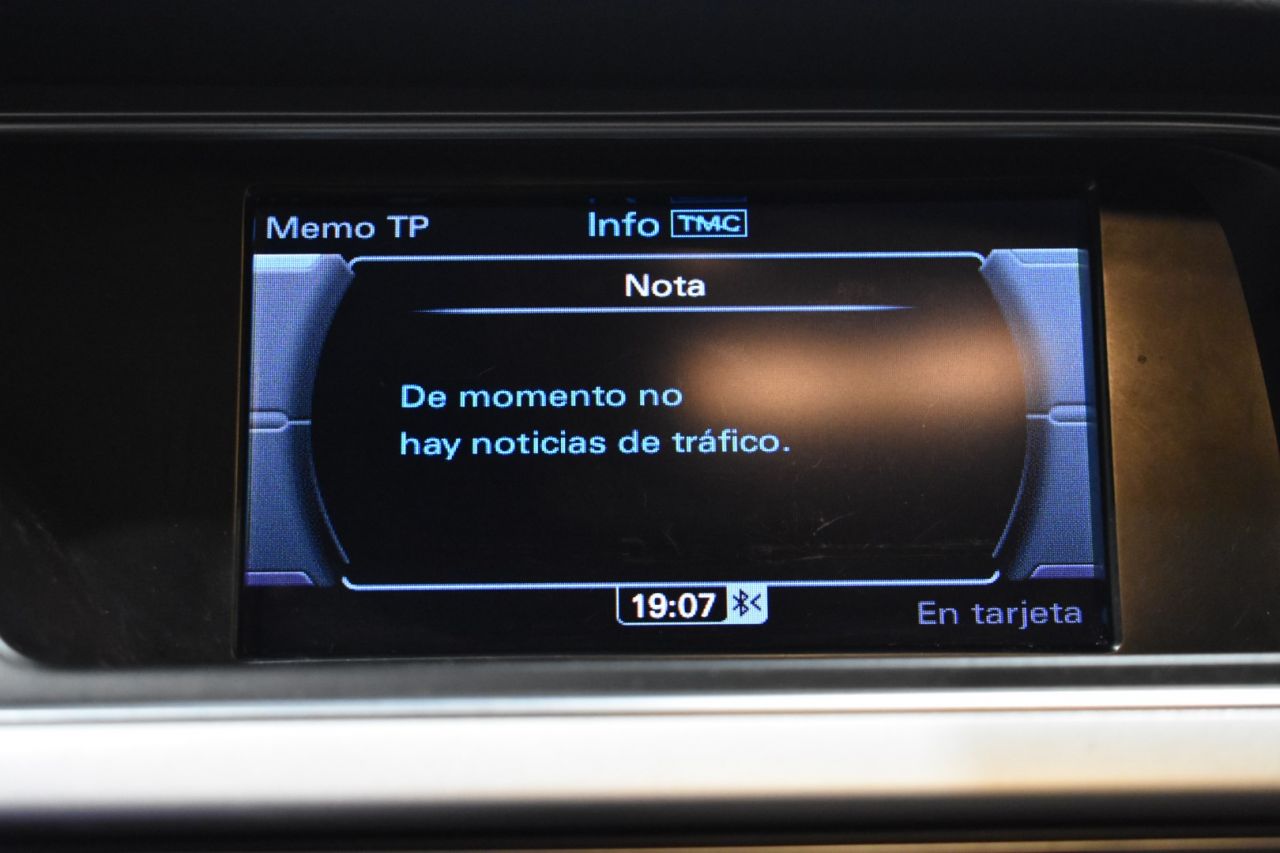 Memo TP
Info TMC
Nota
De momento no
hay noticias de tráfico.
19:07
En tarjeta